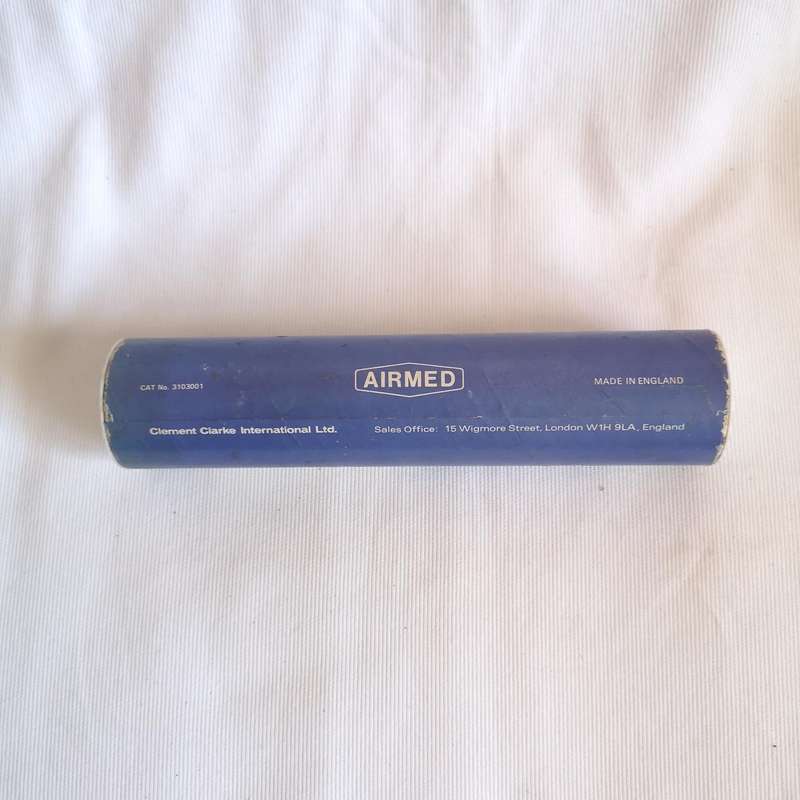 AIRMED
CAT No. 3103001
MADE IN ENGLAND
Clement Clarke International Ltd.
Sales Office: 15 Wigmore Street, London W1H 9LA, England